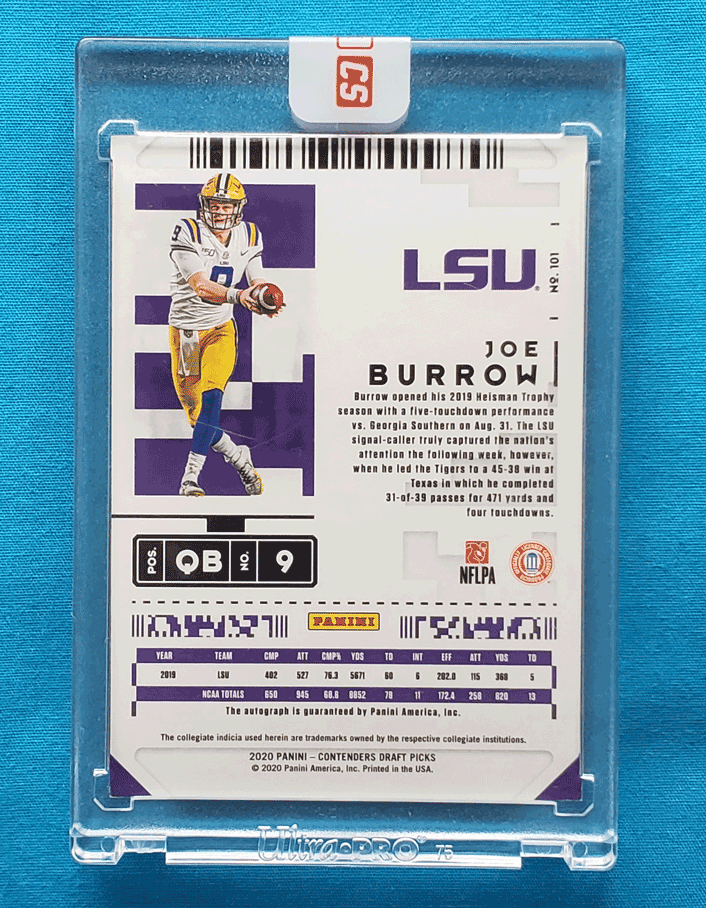 CS
LSU
Nº. 101
JOE
BURROW
Burrow opened his 2019 Heisman Trophy
season with a five-touchdown performance
vs. Georgia Southern on Aug. 31. The LSU
signal-caller truly captured the nation's
attention the following week, however,
when he led the Tigers to a 45-38 win at
Texas in which he completed
31-of-39 passes for 471 yards and
four touchdowns.
POS. QB NO. 9
NFLPA
PANINI
YEAR TEAM CMP ATT CMP% YDS TD INT EFF ATT YDS TD
2019 LSU 402 527 76.3 5671 60 6 202.0 115 368 5
NCAA TOTALS 650 945 68.8 8852 78 11 172.4 258 820 13
The autograph is guaranteed by Panini America, Inc.
The collegiate indicia used herein are trademarks owned by the respective collegiate institutions.
2020 PANINI – CONTENDERS DRAFT PICKS
© 2020 Panini America, Inc. Printed in the USA.
Ultra•PRO™ 75